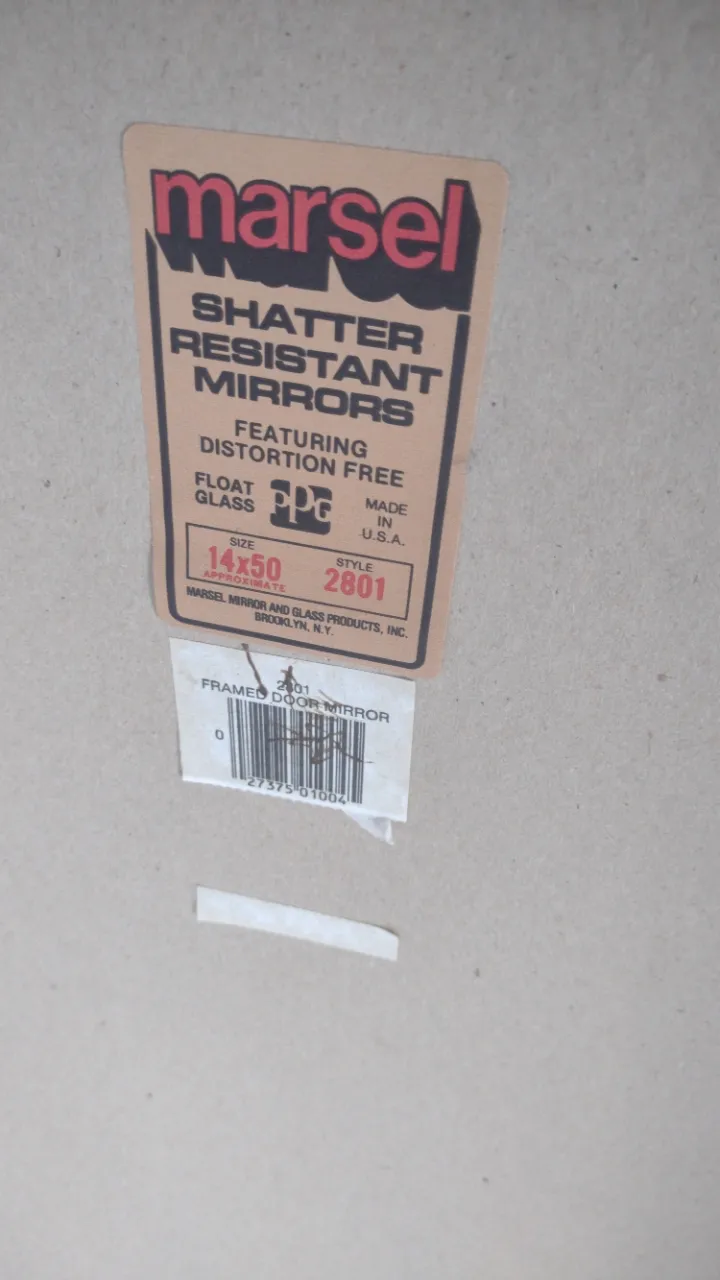 marsel
SHATTER
RESISTANT
MIRRORS
FEATURING
DISTORTION FREE
FLOAT
GLASS
PPG
MADE
IN
U.S.A.
SIZE
14x50
APPROXIMATE
STYLE
2801
MARSEL MIRROR AND GLASS PRODUCTS, INC.
BROOKLYN, N.Y.
2801
FRAMED DOOR MIRROR
0
27375 01004